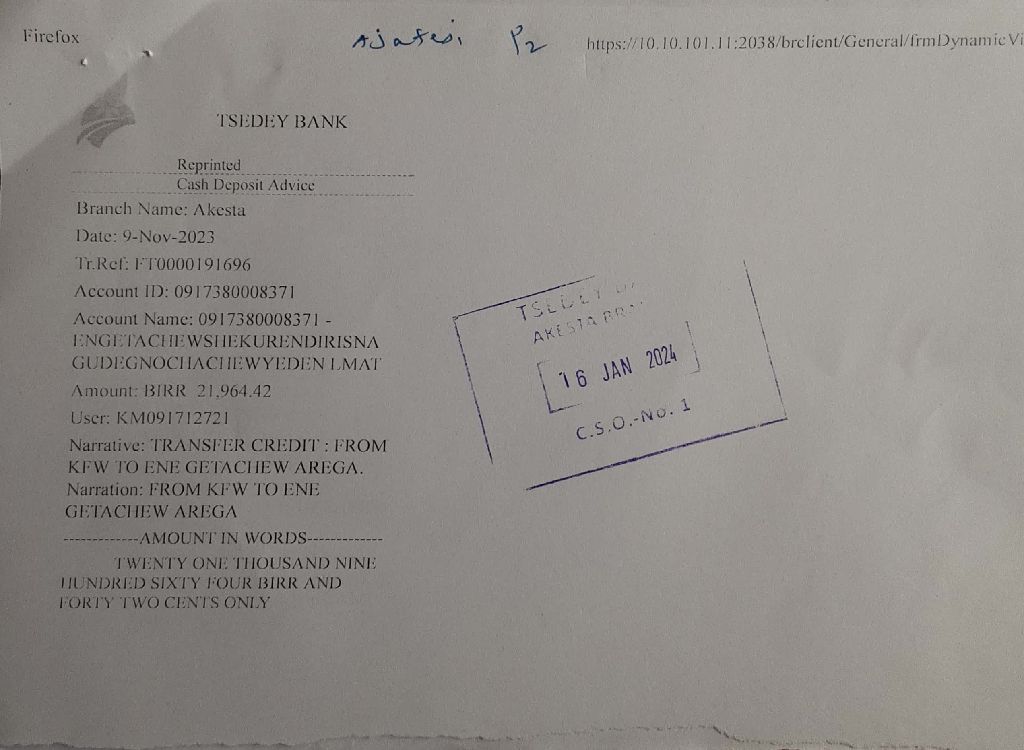 Firefox
Ajafesi P2
https://10.10.101.11:2038/brclient/General/frmDynamicVi
TSEDEY BANK
Reprinted
Cash Deposit Advice
Branch Name: Akesta
Date: 9-Nov-2023
Tr.Ref: FT0000191696
Account ID: 0917380008371
Account Name: 0917380008371 -
ENGETACHEWSHEKURENDIRISNA
GUDEGNOCHACHEWYEDEN LMAT
Amount: BIRR 21,964.42
User: KM091712721
Narrative: TRANSFER CREDIT : FROM
KFW TO ENE GETACHEW AREGA.
Narration: FROM KFW TO ENE
GETACHEW AREGA
-------------AMOUNT IN WORDS-------------
TWENTY ONE THOUSAND NINE
HUNDRED SIXTY FOUR BIRR AND
FORTY TWO CENTS ONLY
TSEDEY
AKESTA
16 JAN 2024
C.S.O.-No. 1